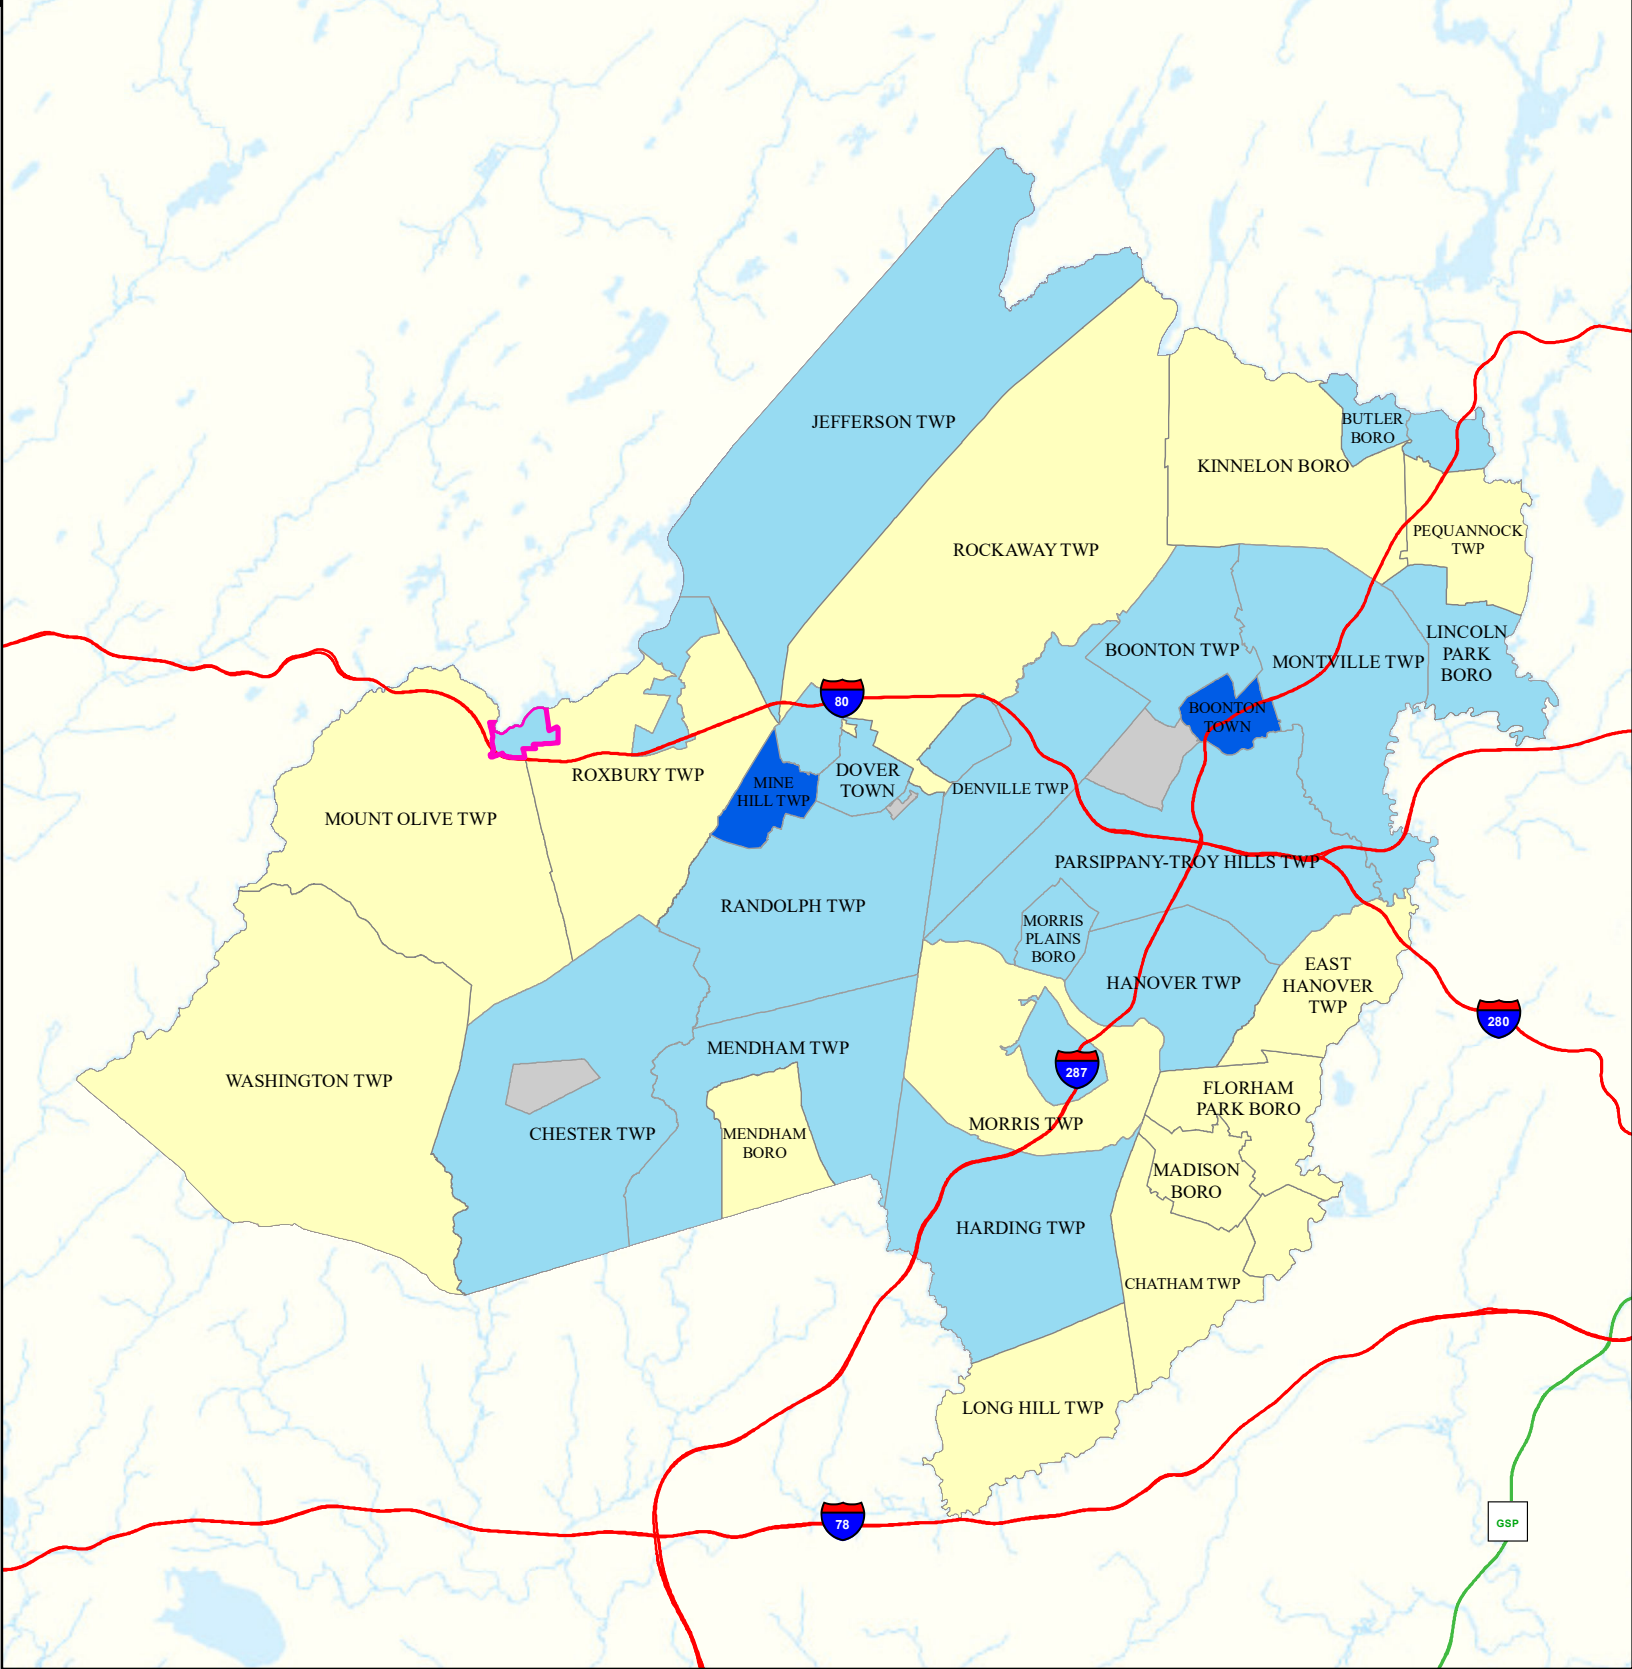 JEFFERSON TWP
BUTLER
BORO
KINNELON BORO
PEQUANNOCK
TWP
ROCKAWAY TWP
LINCOLN
PARK
BORO
BOONTON TWP
MONTVILLE TWP
80
BOONTON
TOWN
ROXBURY TWP
MINE
HILL TWP
DOVER
TOWN
DENVILLE TWP
MOUNT OLIVE TWP
PARSIPPANY-TROY HILLS TWP
RANDOLPH TWP
MORRIS
PLAINS
BORO
HANOVER TWP
EAST
HANOVER
TWP
280
MENDHAM TWP
287
WASHINGTON TWP
FLORHAM
PARK BORO
MORRIS TWP
CHESTER TWP
MENDHAM
BORO
MADISON
BORO
HARDING TWP
CHATHAM TWP
LONG HILL TWP
78
GSP